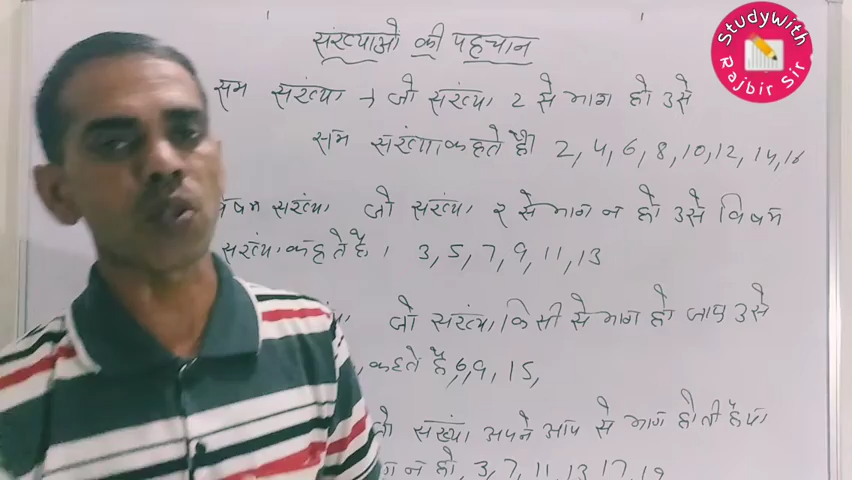 StudyWith
Rajbir Sir
संख्याओ की पहचान
सम संख्या → जो संख्या 2 से भाग हो उसे
सम संख्या कहते है। 2, 4, 6, 8, 10, 12, 14, 16
संख्या जो संख्या 2 से भाग न हो उसे विषम
संख्या कहते है। 3, 5, 7, 9, 11, 13
जो संख्या किसी से भाग हो जाए उसे
कहते है 6, 9, 15,
संख्या अपने आप से भाग होती है
न हो, 3, 7, 11, 13 17, 19